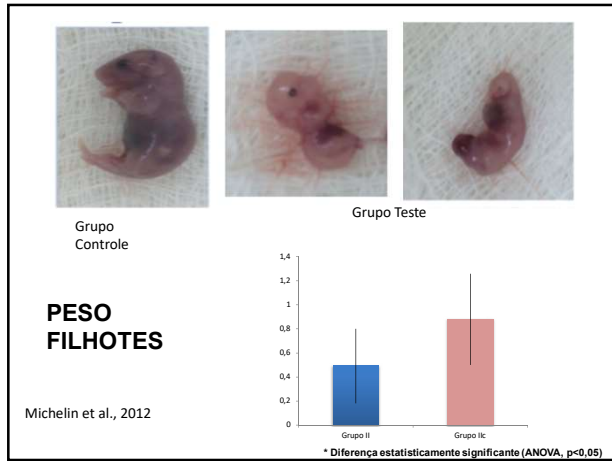 Grupo
Controle
Grupo Teste
PESO
FILHOTES
Michelin et al., 2012
1,4
1,2
1
0,8
0,6
0,4
0,2
0
Grupo II
Grupo IIc
* Diferença estatisticamente significante (ANOVA, p<0,05)